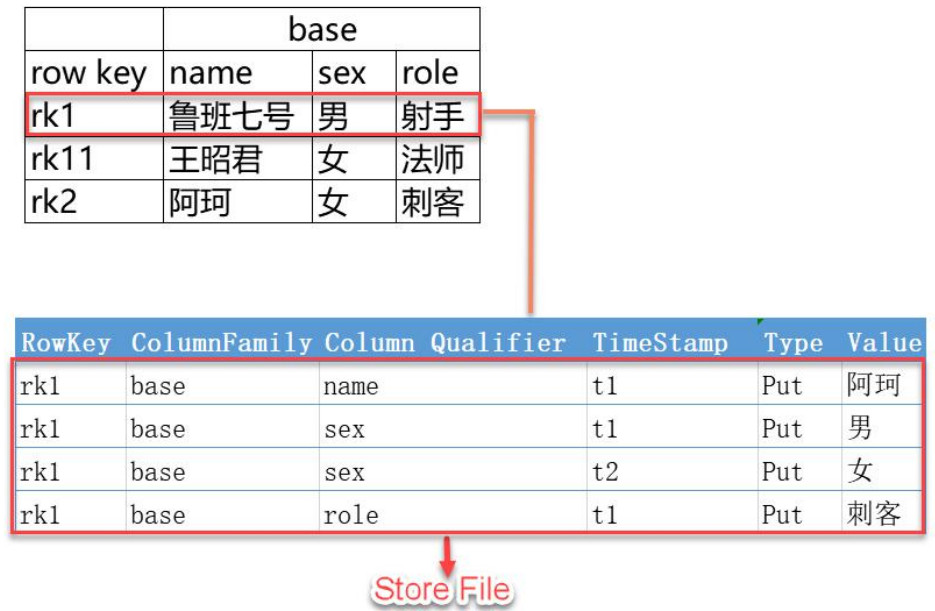 base
row key name sex role
rk1 鲁班七号 男 射手
rk11 王昭君 女 法师
rk2 阿珂 女 刺客
RowKey ColumnFamily Column Qualifier TimeStamp Type Value
rk1 base name t1 Put 阿珂
rk1 base sex t1 Put 男
rk1 base sex t2 Put 女
rk1 base role t1 Put 刺客
Store File